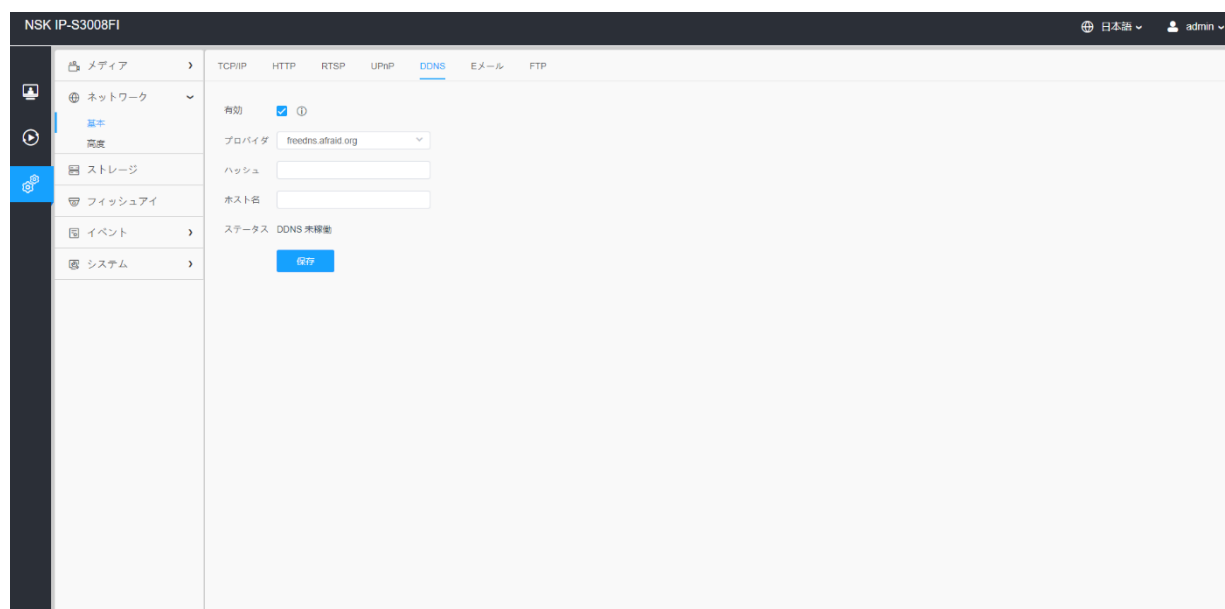 NSK IP-S3008FI
日本語
admin
メディア
ネットワーク
基本
高度
ストレージ
フィッシュアイ
イベント
システム
TCP/IP HTTP RTSP UPnP DDNS Eメール FTP
有効
プロバイダ freedns.afraid.org
ハッシュ
ホスト名
ステータス DDNS 未稼働
保存